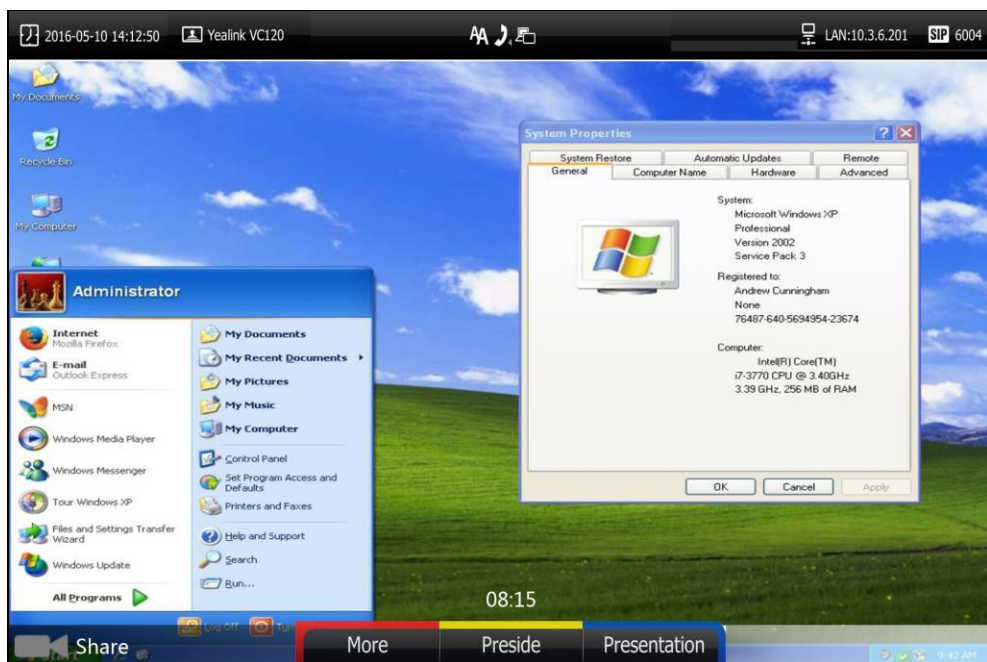 2016-05-10 14:12:50 Yealink VC120 AA LAN:10.3.6.201 SIP 6004
My Documents
Recycle Bin
My Computer
System Properties
System Restore Automatic Updates Remote
General Computer Name Hardware Advanced
System:
Microsoft Windows XP
Professional
Version 2002
Service Pack 3
Registered to:
Andrew Cunningham
None
76487-640-5694954-23674
Computer:
Intel(R) Core(TM)
i7-3770 CPU @ 3.40GHz
3.39 GHz, 256 MB of RAM
OK Cancel Apply
Administrator
Internet
Mozilla Firefox
E-mail
Outlook Express
MSN
Windows Media Player
Windows Messenger
Tour Windows XP
Files and Settings Transfer
Wizard
Windows Update
All Programs
My Documents
My Recent Documents
My Pictures
My Music
My Computer
Control Panel
Set Program Access and
Defaults
Printers and Faxes
Help and Support
Search
Run...
Log Off
08:15
Share More Preside Presentation
9:42 AM